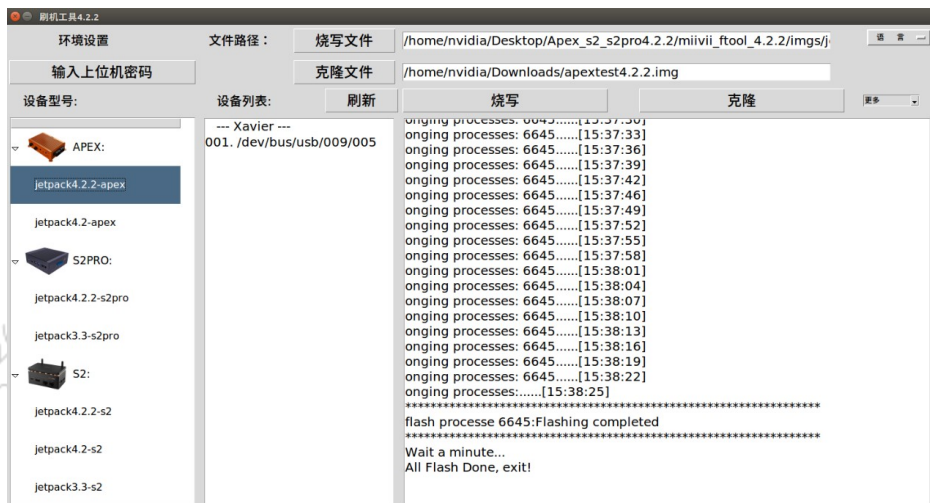 刷机工具4.2.2
环境设置
文件路径：
烧写文件
/home/nvidia/Desktop/Apex_s2_s2pro4.2.2/miivii_ftool_4.2.2/imgs/j
语 言
输入上位机密码
克隆文件
/home/nvidia/Downloads/apextest4.2.2.img
设备型号:
设备列表:
刷新
烧写
克隆
更多
APEX:
jetpack4.2.2-apex
jetpack4.2-apex
S2PRO:
jetpack4.2.2-s2pro
jetpack3.3-s2pro
S2:
jetpack4.2.2-s2
jetpack4.2-s2
jetpack3.3-s2
--- Xavier ---
001. /dev/bus/usb/009/005
onging processes: 6645......[15:37:30]
onging processes: 6645......[15:37:33]
onging processes: 6645......[15:37:36]
onging processes: 6645......[15:37:39]
onging processes: 6645......[15:37:42]
onging processes: 6645......[15:37:46]
onging processes: 6645......[15:37:49]
onging processes: 6645......[15:37:52]
onging processes: 6645......[15:37:55]
onging processes: 6645......[15:37:58]
onging processes: 6645......[15:38:01]
onging processes: 6645......[15:38:04]
onging processes: 6645......[15:38:07]
onging processes: 6645......[15:38:10]
onging processes: 6645......[15:38:13]
onging processes: 6645......[15:38:16]
onging processes: 6645......[15:38:19]
onging processes: 6645......[15:38:22]
onging processes:......[15:38:25]
******************************************************************
flash processe 6645:Flashing completed
******************************************************************
Wait a minute...
All Flash Done, exit!